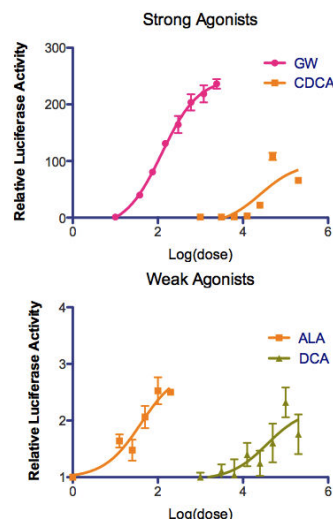 Strong Agonists
Relative Luciferase Activity
300
200
100
0
GW
CDCA
0 2 4 6
Log(dose)
Weak Agonists
Relative Luciferase Activity
4
3
2
1
ALA
DCA
0 2 4 6
Log(dose)